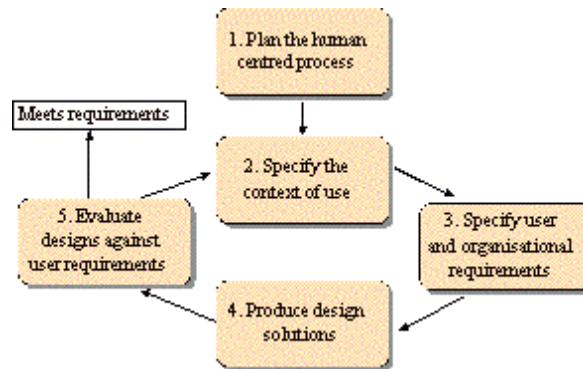 1. Plan the human
centred process
Meets requirements
2. Specify the
context of use
3. Specify user
and organisational
requirements
4. Produce design
solutions
5. Evaluate
designs against
user requirements